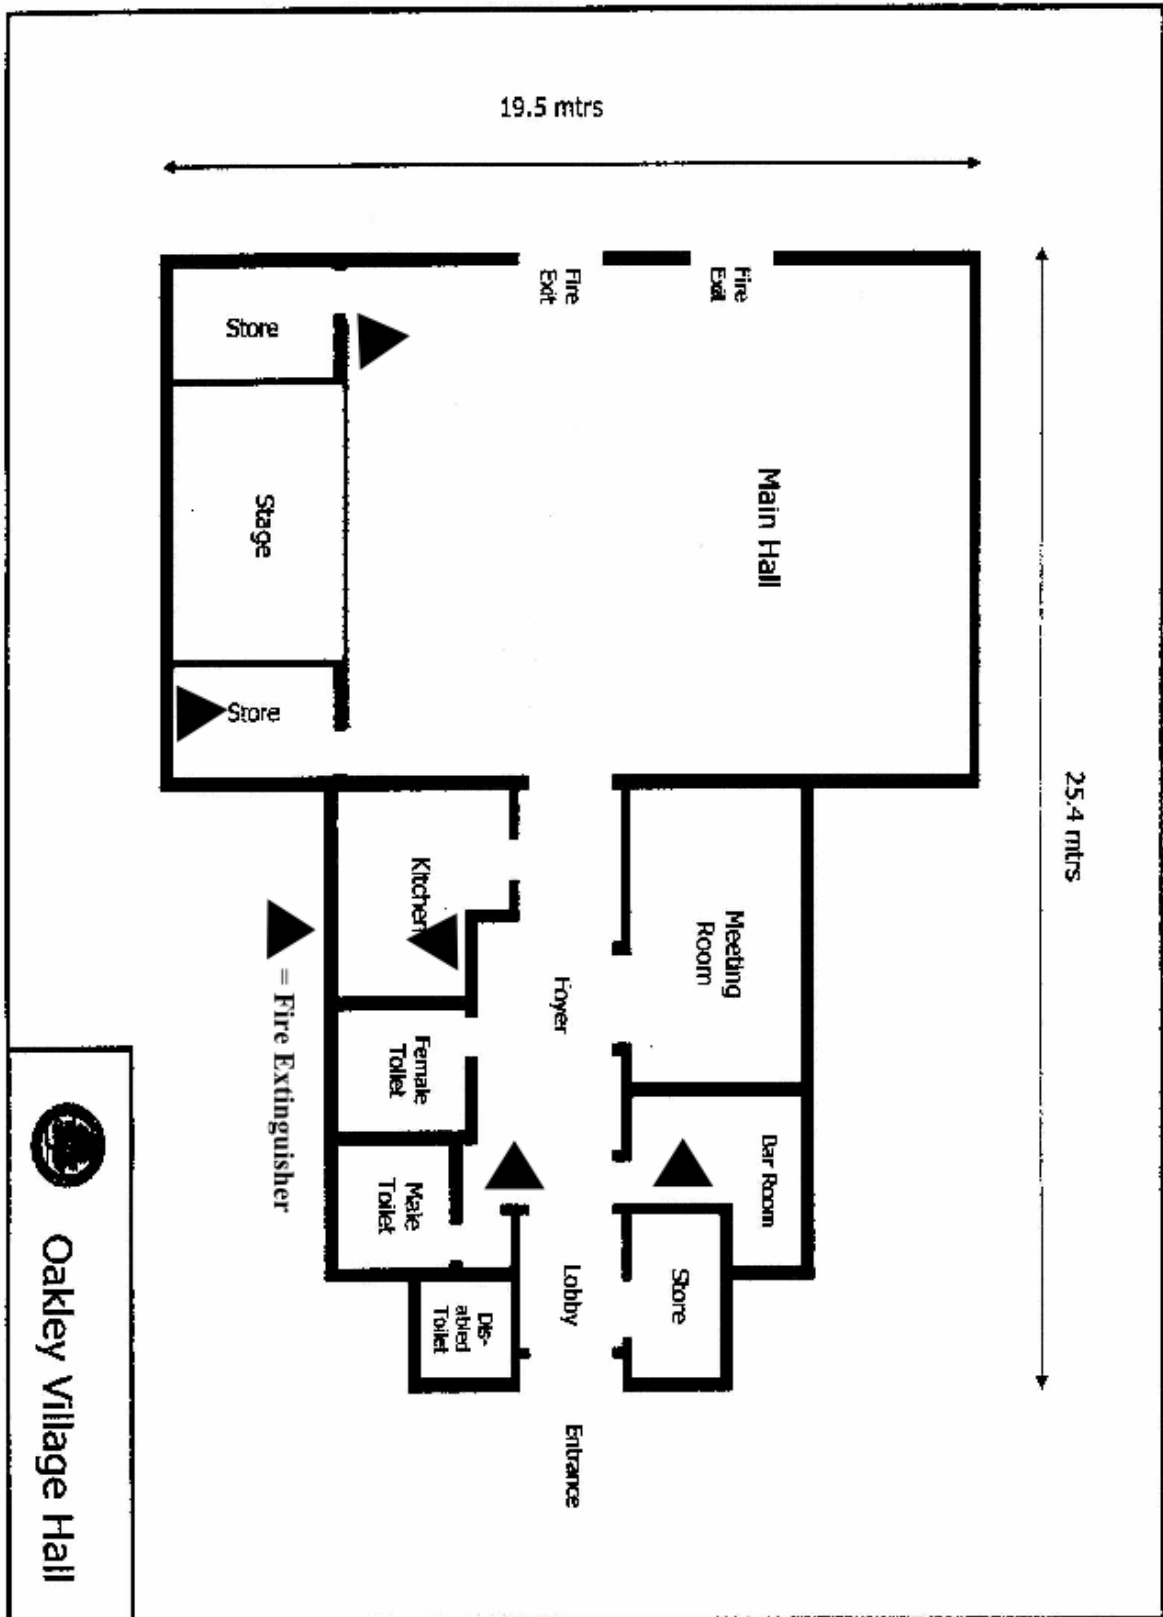 19.5 mtrs
25.4 mtrs
Fire
Exit
Fire
Exit
Store
Stage
Main Hall
Store
Kitchen
Meeting
Room
Foyer
Female
Toilet
Male
Toilet
Bar Room
Lobby
Store
Dis-
abled
Toilet
Entrance
= Fire Extinguisher
Oakley Village Hall